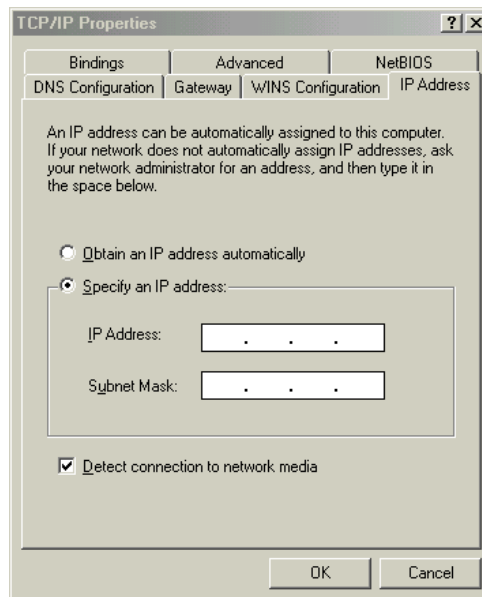 TCP/IP Properties
Bindings Advanced NetBIOS
DNS Configuration Gateway WINS Configuration IP Address
An IP address can be automatically assigned to this computer.
If your network does not automatically assign IP addresses, ask
your network administrator for an address, and then type it in
the space below.
Obtain an IP address automatically
Specify an IP address:
IP Address: . . .
Subnet Mask: . . .
Detect connection to network media
OK Cancel